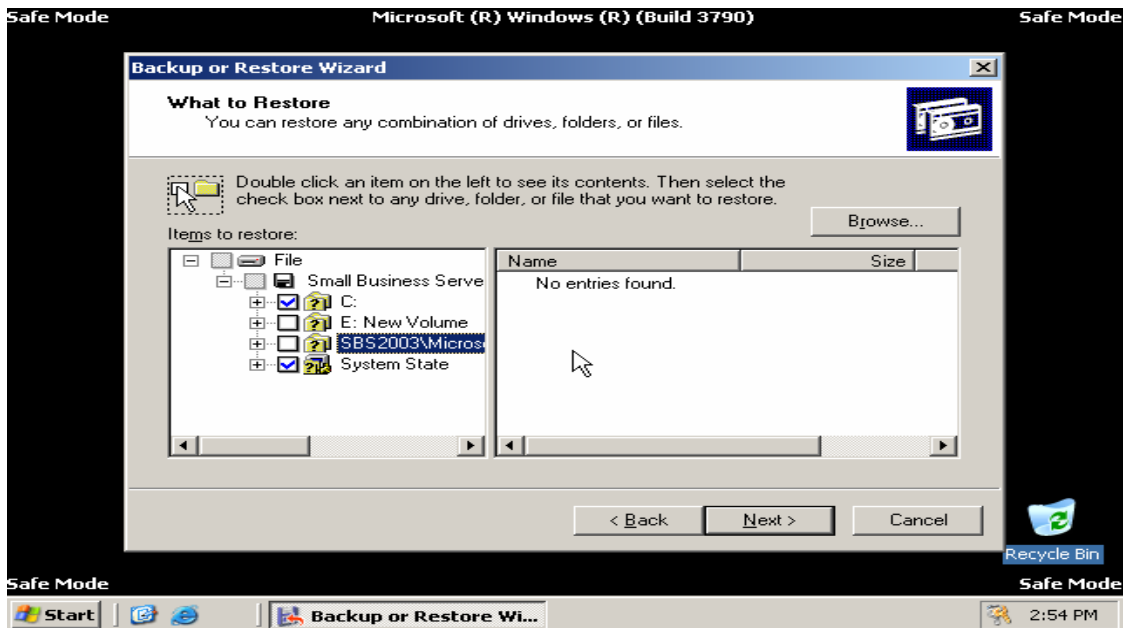 Safe Mode Microsoft (R) Windows (R) (Build 3790) Safe Mode
Backup or Restore Wizard
What to Restore
You can restore any combination of drives, folders, or files.
Double click an item on the left to see its contents. Then select the
check box next to any drive, folder, or file that you want to restore.
Browse...
Items to restore:
File
Small Business Serve
C:
E: New Volume
SBS2003\Micros
System State
Name Size
No entries found.
< Back Next > Cancel
Recycle Bin
Safe Mode Safe Mode
Start Backup or Restore Wi... 2:54 PM